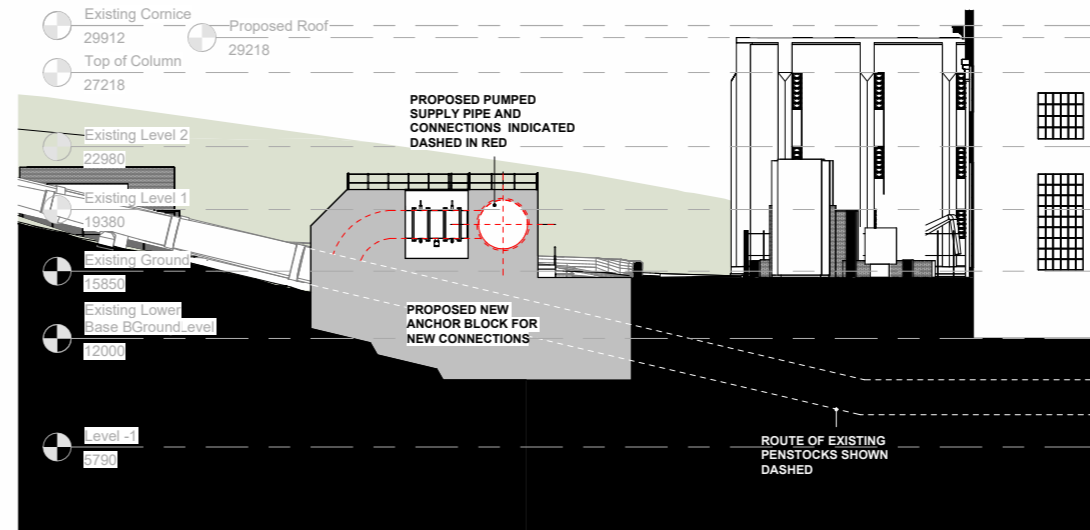 Existing Cornice
29912
Proposed Roof
29218
Top of Column
27218
PROPOSED PUMPED
SUPPLY PIPE AND
CONNECTIONS INDICATED
DASHED IN RED
Existing Level 2
22980
Existing Level 1
19380
Existing Ground
15850
Existing Lower
Base BGroundLevel
12000
PROPOSED NEW
ANCHOR BLOCK FOR
NEW CONNECTIONS
Level -1
5790
ROUTE OF EXISTING
PENSTOCKS SHOWN
DASHED